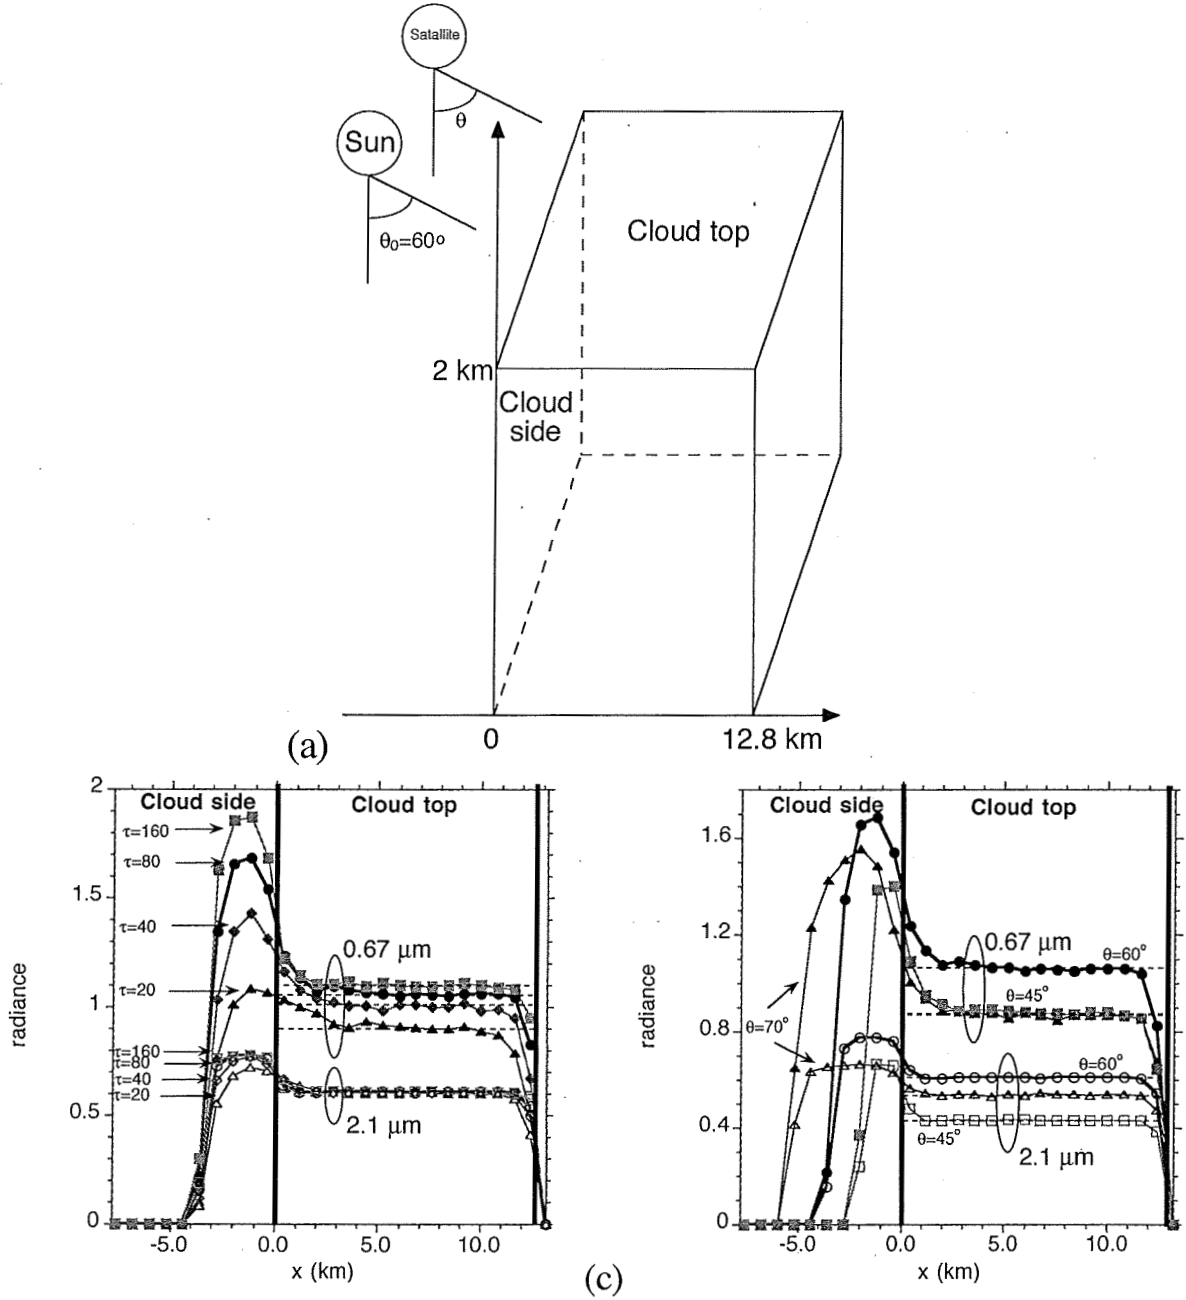 Satallite
θ
Sun
θ₀=60°
Cloud top
2 km
Cloud
side
0
12.8 km
(a)
2
1.5
1
0.5
0
radiance
Cloud side
Cloud top
τ=160
τ=80
τ=40
τ=20
τ=160
τ=80
τ=40
τ=20
0.67 μm
2.1 μm
-5.0
0.0
5.0
10.0
x (km)
(c)
1.6
1.2
0.8
0.4
0
radiance
Cloud side
Cloud top
0.67 μm
θ=60°
θ=45°
θ=70°
θ=60°
θ=45°
2.1 μm
-5.0
0.0
5.0
10.0
x (km)